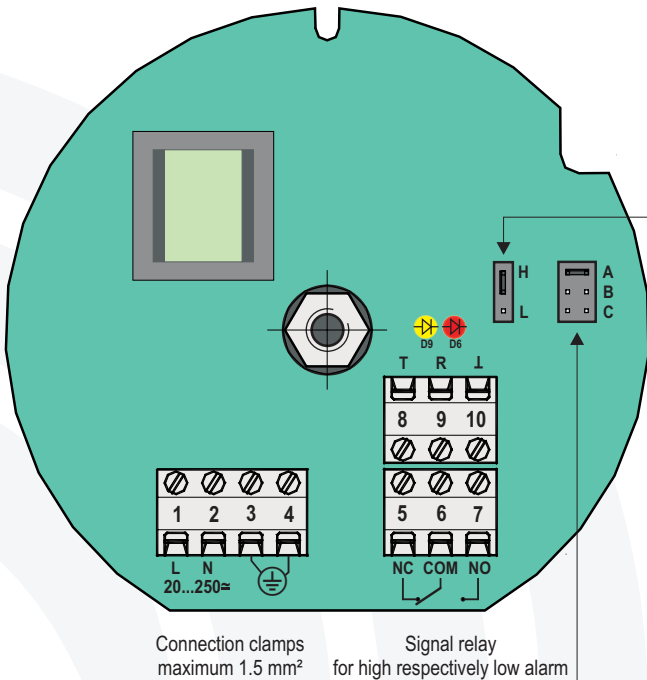 H
L
A
B
C
D9 D6
T R ⊥
8 9 10
1 2 3 4
5 6 7
L N
20...250≂
NC COM NO
Connection clamps
maximum 1.5 mm²
Signal relay
for high respectively low alarm